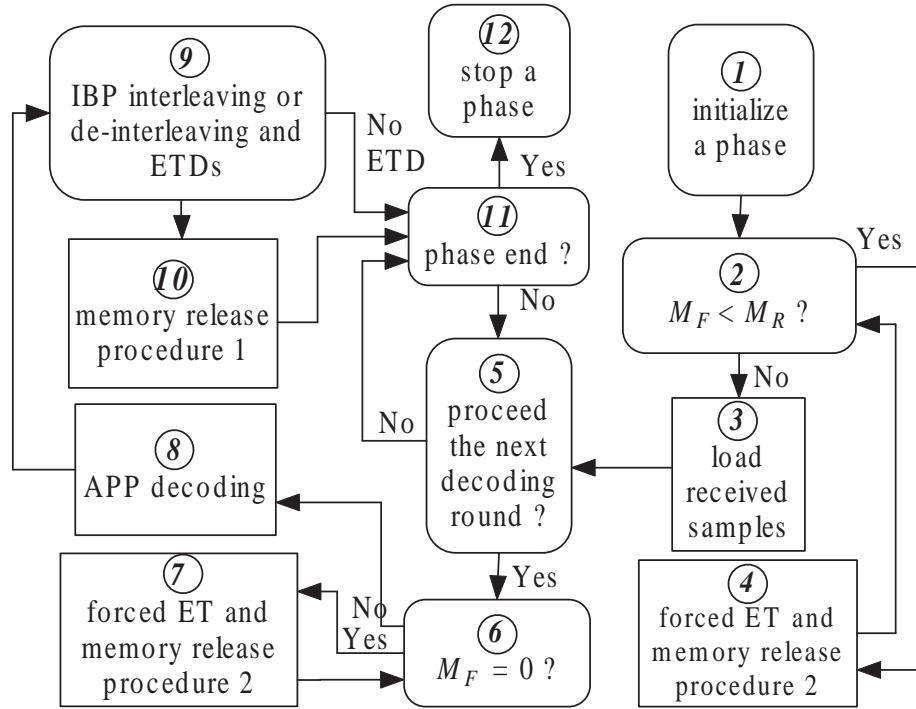 9
IBP interleaving or
de-interleaving and
ETDs
12
stop a
phase
1
initialize
a phase
No
ETD
Yes
11
phase end ?
Yes
10
memory release
procedure 1
2
M_F < M_R ?
No
No
5
proceed
the next
decoding
round ?
No
3
load
received
samples
8
APP decoding
Yes
7
forced ET and
memory release
procedure 2
No
Yes
6
M_F = 0 ?
4
forced ET and
memory release
procedure 2